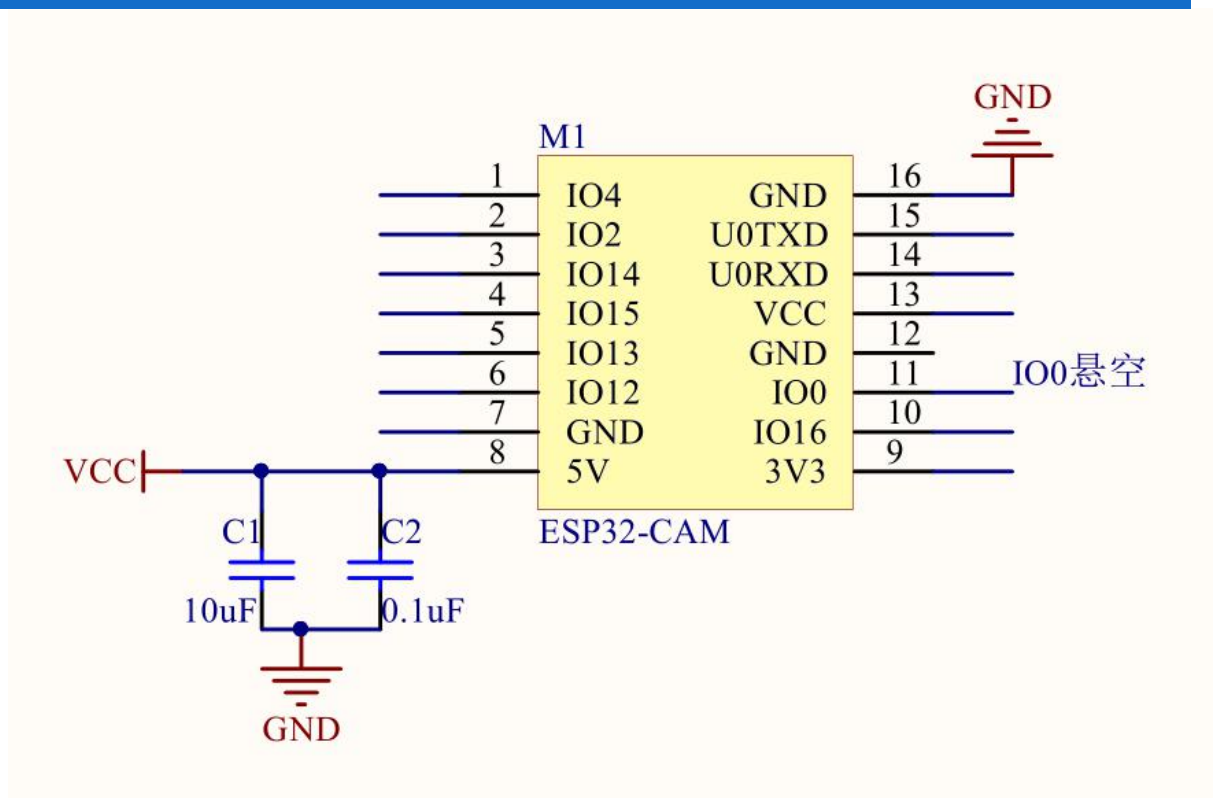 GND
M1
1 IO4 GND 16
2 IO2 U0TXD 15
3 IO14 U0RXD 14
4 IO15 VCC 13
5 IO13 GND 12
6 IO12 IO0 11 IO0悬空
7 GND IO16 10
VCC 8 5V 3V3 9
C1 C2 ESP32-CAM
10uF 0.1uF
GND